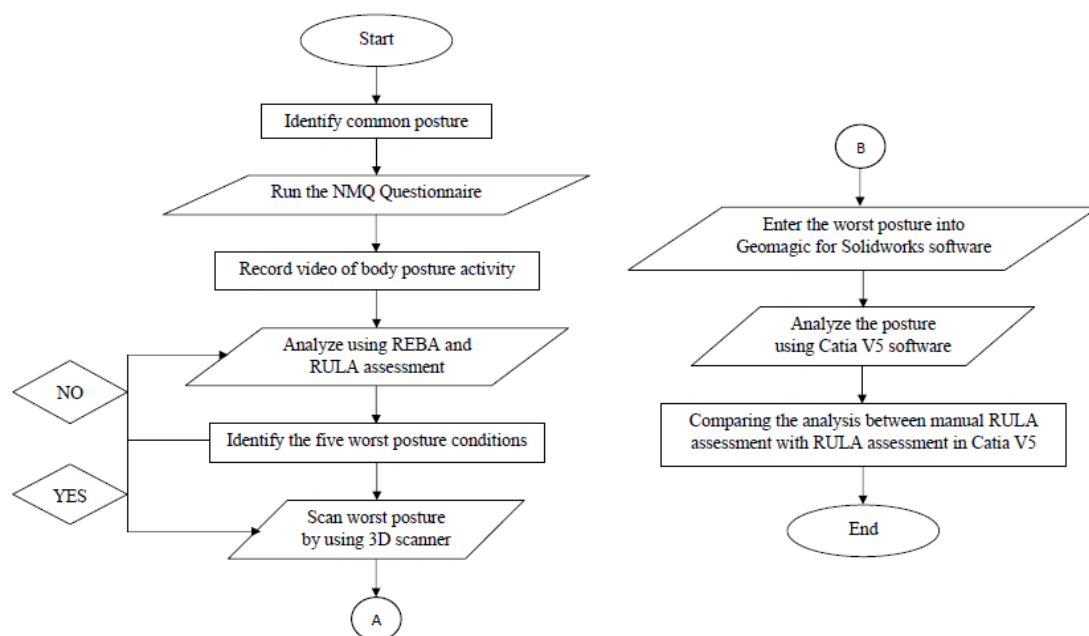 Start
Identify common posture
Run the NMQ Questionnaire
Record video of body posture activity
Analyze using REBA and
RULA assessment
NO
Identify the five worst posture conditions
YES
Scan worst posture
by using 3D scanner
A
B
Enter the worst posture into
Geomagic for Solidworks software
Analyze the posture
using Catia V5 software
Comparing the analysis between manual RULA
assessment with RULA assessment in Catia V5
End